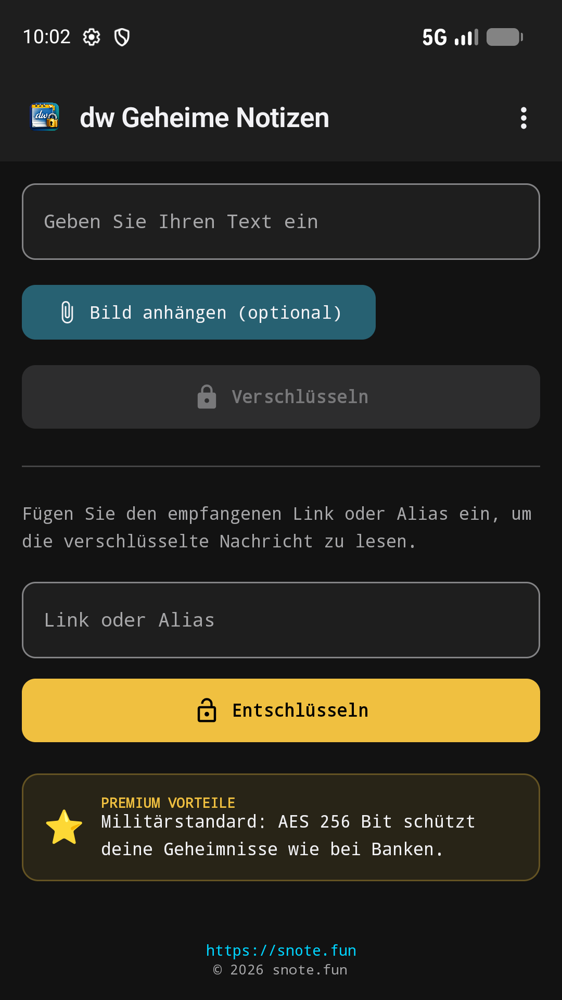 10:02
5G
dw
dw Geheime Notizen
Geben Sie Ihren Text ein
Bild anhängen (optional)
Verschlüsseln
Fügen Sie den empfangenen Link oder Alias ein, um
die verschlüsselte Nachricht zu lesen.
Link oder Alias
Entschlüsseln
PREMIUM VORTEILE
Militärstandard: AES 256 Bit schützt
deine Geheimnisse wie bei Banken.
https://snote.fun
© 2026 snote.fun